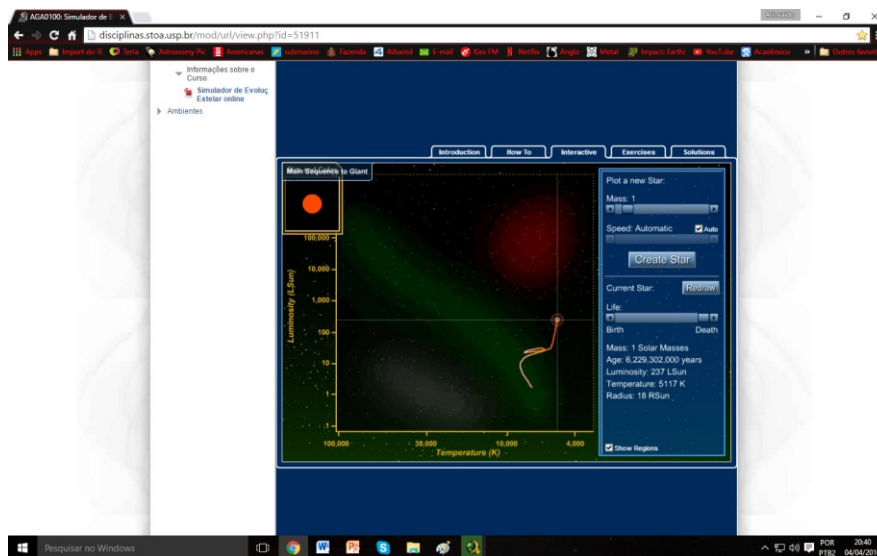 AGA0100: Simulador de E
disciplinas.stoa.usp.br/mod/url/view.php?id=51911
Apps Import do IE Terra Astronomy Pic Americanas submarino Fazenda 4shared E-mail Kiss FM Netflix Anglo Metal Impact: Earth! YouTube Acadêmico » Outros favoritos
Informações sobre o
Curso
Simulador de Evoluç
Estelar online
Ambientes
Introduction How To Interactive Exercises Solutions
Main Sequence to Giant
Plot a new Star:
Mass: 1
Speed: Automatic Auto
Create Star
Current Star: Redraw
Life:
Birth Death
Mass: 1 Solar Masses
Age: 6,229,302,000 years
Luminosity: 237 LSun
Temperature: 5117 K
Radius: 18 RSun
Show Regions
Luminosity (LSun)
100,000
10,000
1,000
100
10
1
.1
100,000 30,000 10,000 4,000
Temperature (K)
Pesquisar no Windows
POR 20:40
PTB2 04/04/201